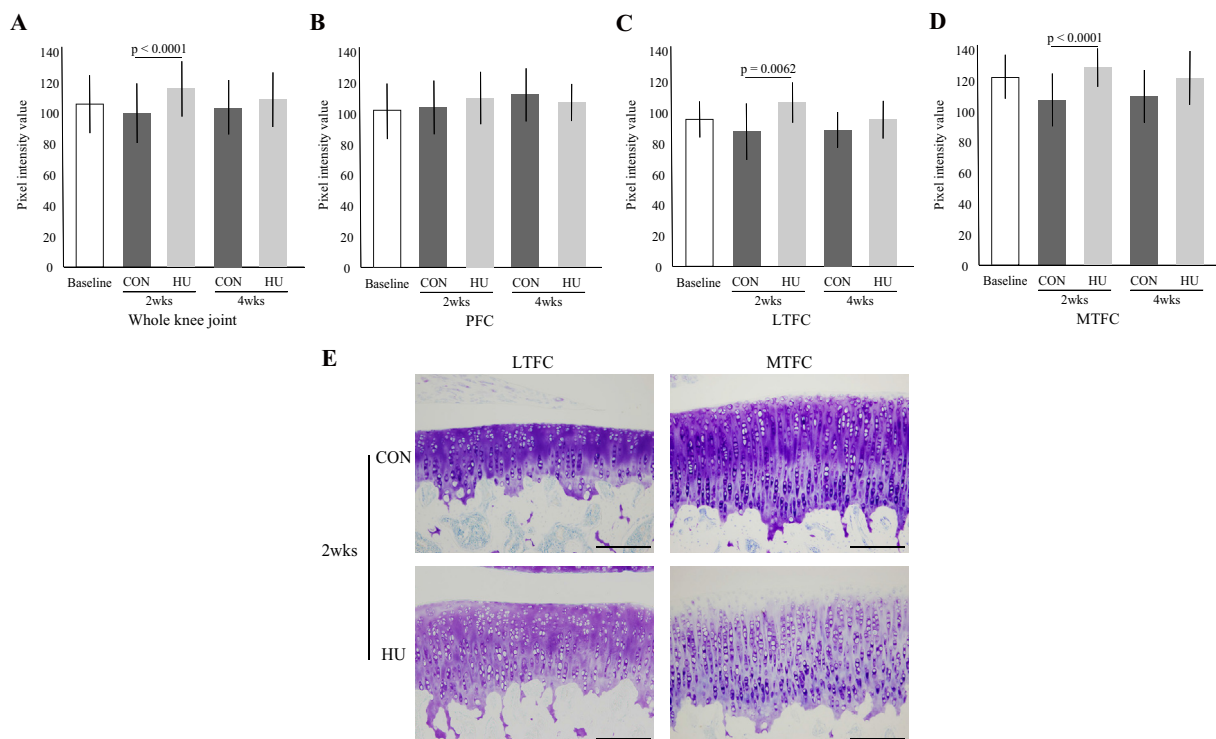 A
p < 0.0001
Pixel intensity value
140
120
100
80
60
40
20
0
Baseline CON HU CON HU
2wks 4wks
Whole knee joint
B
140
120
100
80
60
40
20
0
Baseline CON HU CON HU
2wks 4wks
PFC
C
p = 0.0062
Pixel intensity value
140
120
100
80
60
40
20
0
Baseline CON HU CON HU
2wks 4wks
LTFC
D
p < 0.0001
Pixel intensity value
140
120
100
80
60
40
20
0
Baseline CON HU CON HU
2wks 4wks
MTFC
E
LTFC MTFC
CON
2wks
HU